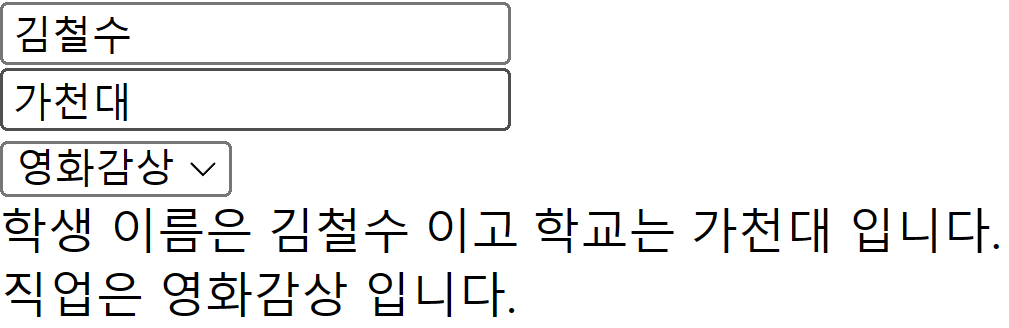 김철수
가천대
영화감상
학생 이름은 김철수 이고 학교는 가천대 입니다.
직업은 영화감상 입니다.